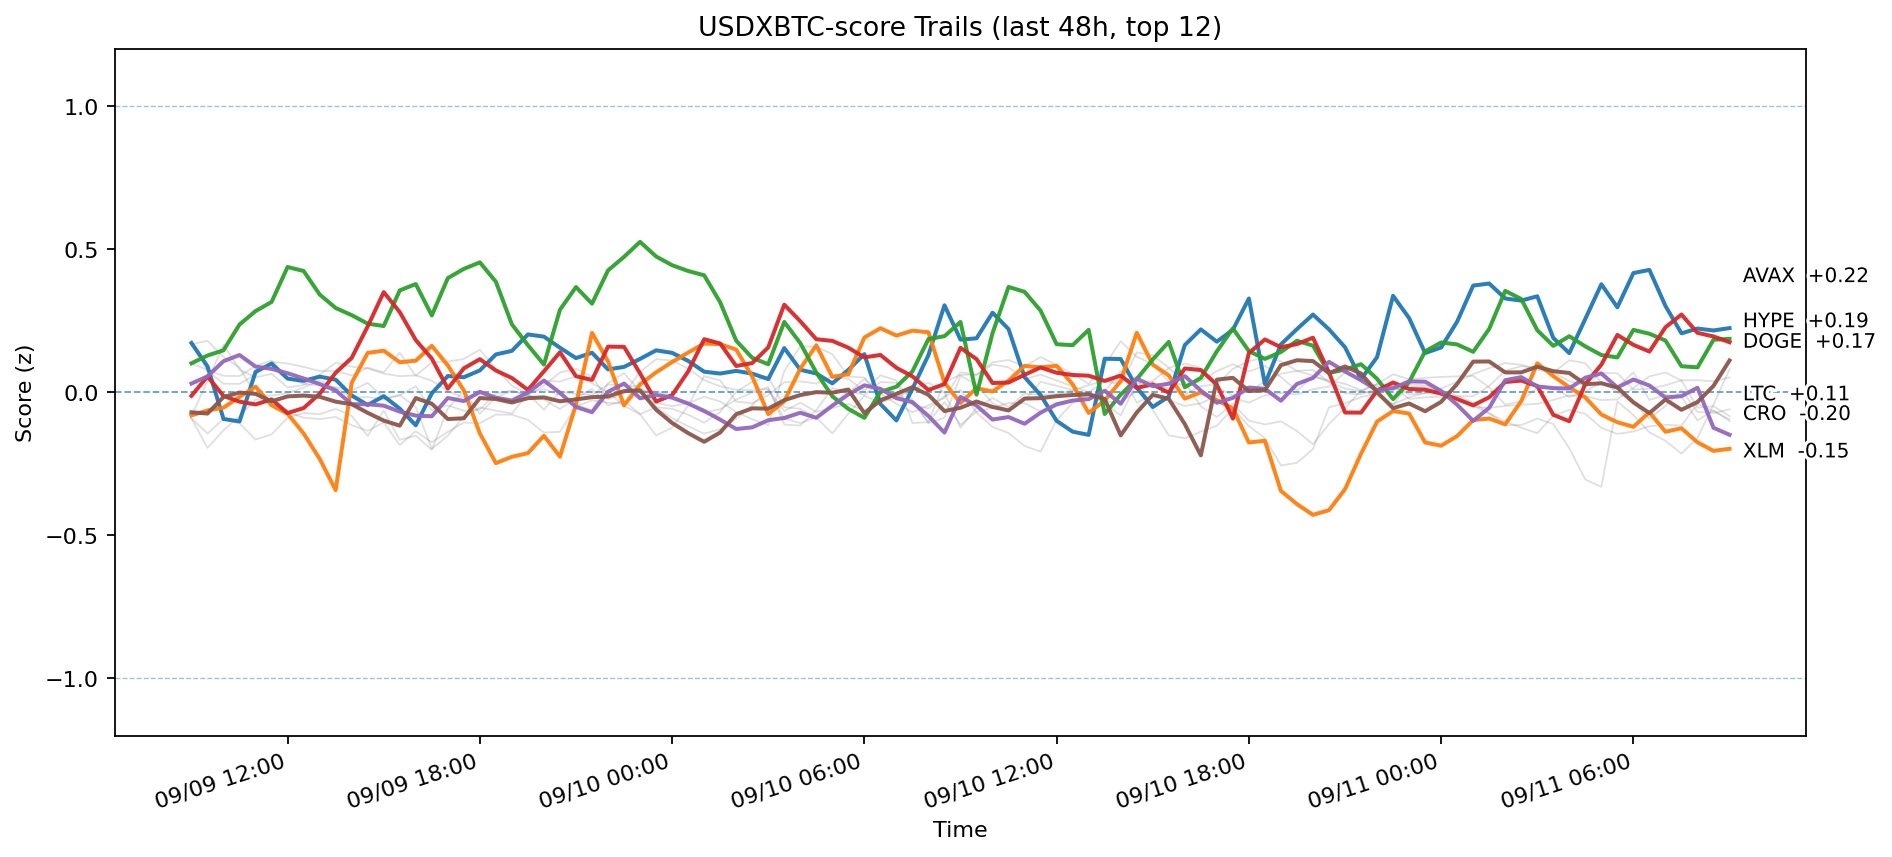 USDXBTC-score Trails (last 48h, top 12)
1.0
0.5
0.0
−0.5
−1.0
Score (z)
AVAX +0.22
HYPE +0.19
DOGE +0.17
LTC +0.11
CRO -0.20
XLM -0.15
09/09 12:00
09/09 18:00
09/10 00:00
09/10 06:00
09/10 12:00
09/10 18:00
09/11 00:00
09/11 06:00
Time